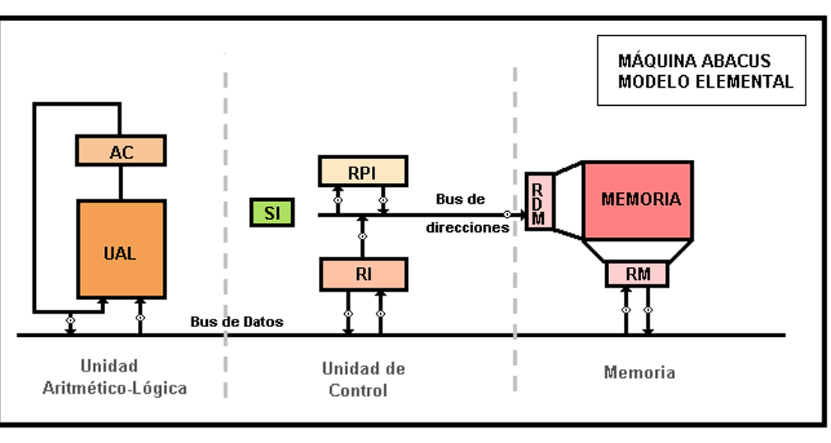 MÁQUINA ABACUS
MODELO ELEMENTAL
AC
RPI
SI
Bus de
direcciones
RDM
MEMORIA
UAL
RI
RM
Bus de Datos
Unidad
Aritmético-Lógica
Unidad de
Control
Memoria